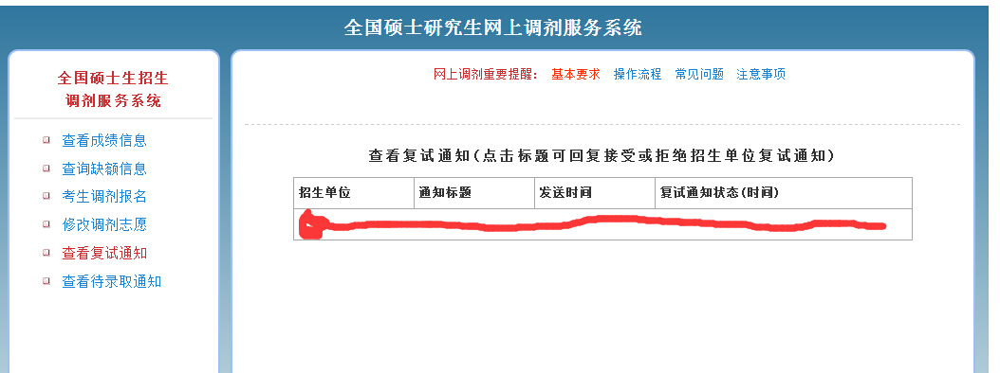 全国硕士研究生网上调剂服务系统
全国硕士生招生
调剂服务系统
查看成绩信息
查询缺额信息
考生调剂报名
修改调剂志愿
查看复试通知
查看待录取通知
网上调剂重要提醒： 基本要求 操作流程 常见问题 注意事项
查看复试通知(点击标题可回复接受或拒绝招生单位复试通知)
招生单位 通知标题 发送时间 复试通知状态(时间)